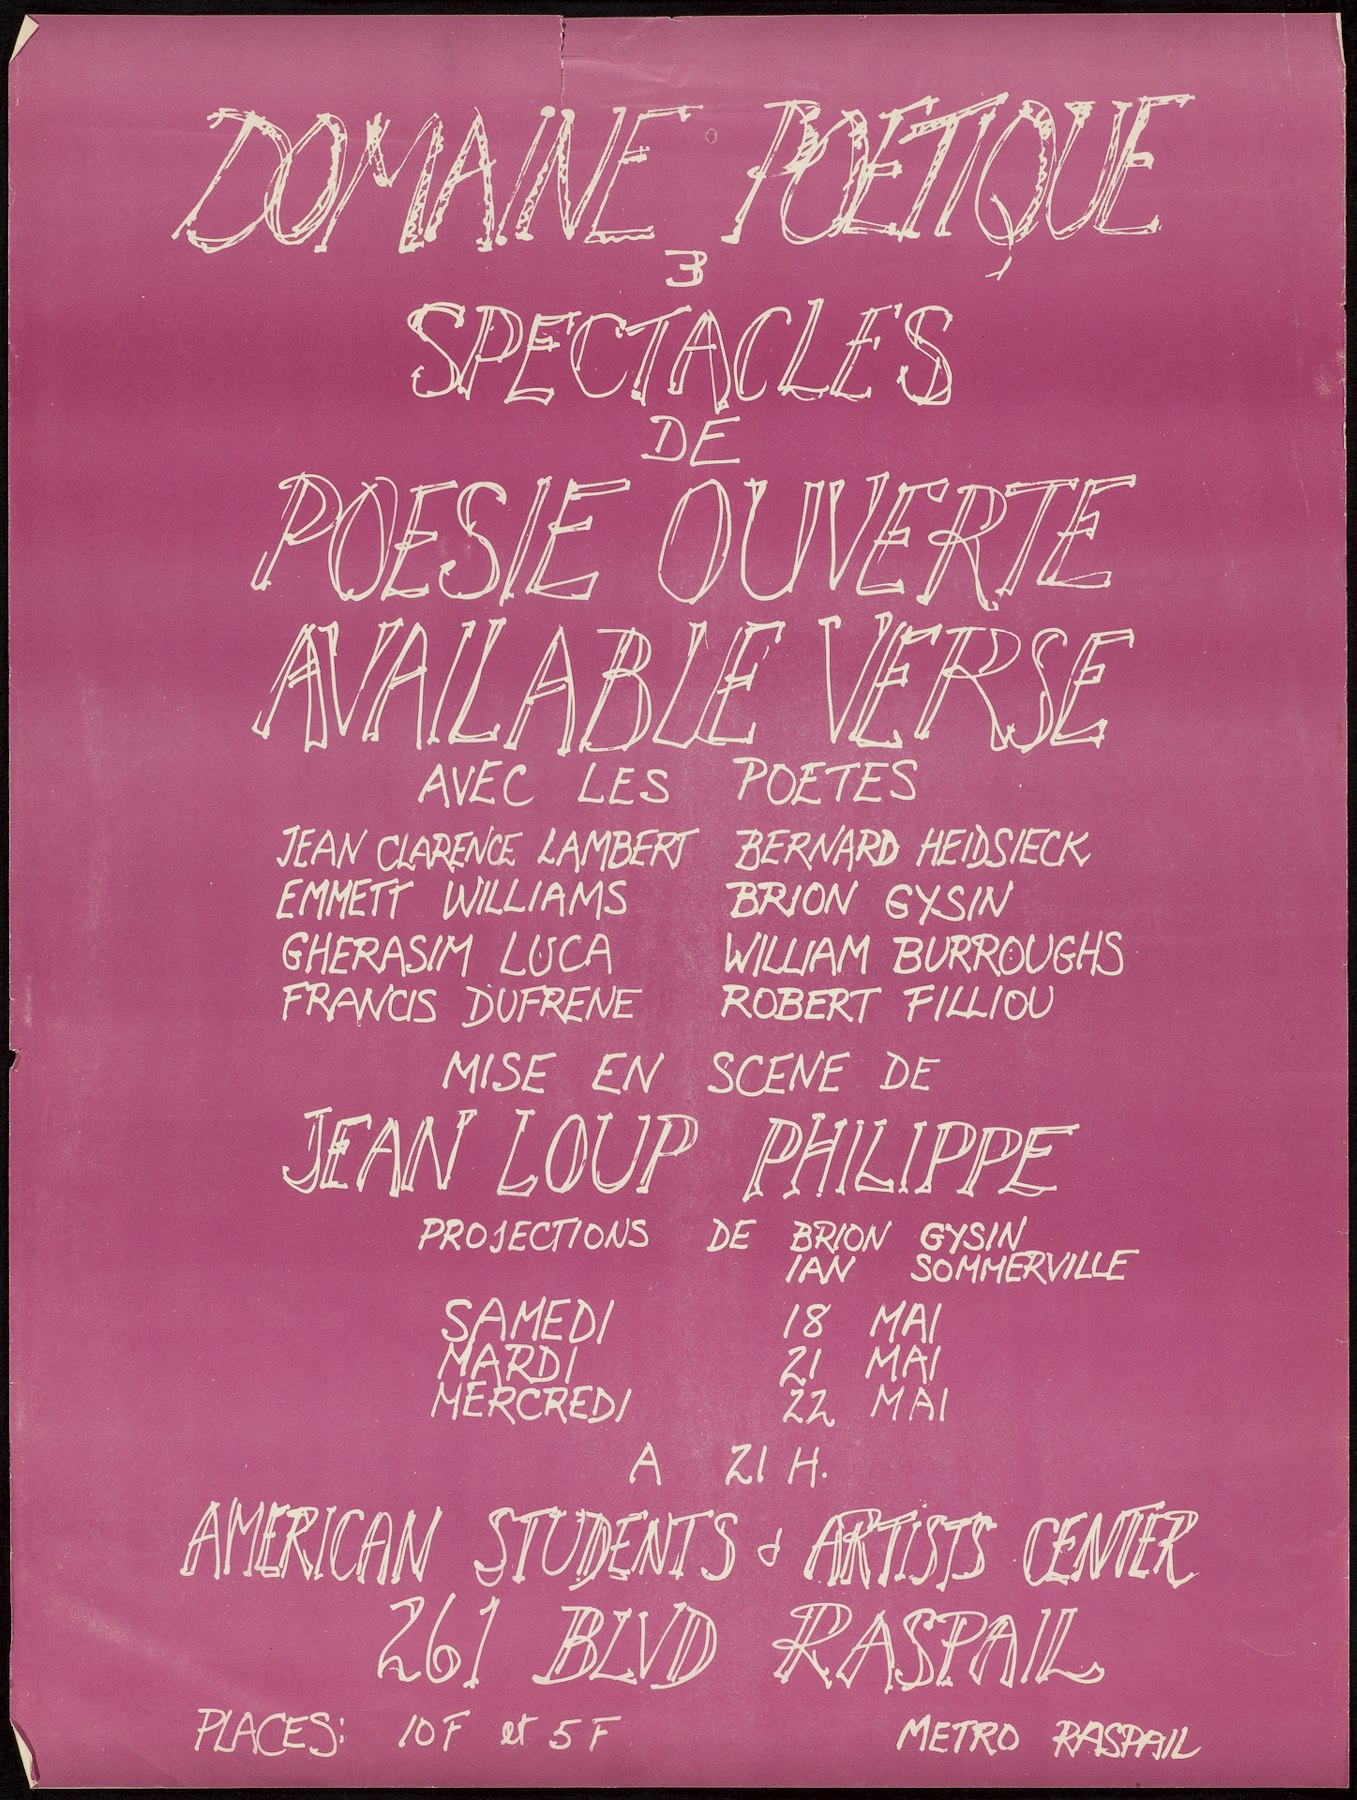 DOMAINE POETIQUE
3
SPECTACLES
DE
POESIE OUVERTE
AVAILABLE VERSE
AVEC LES POETES
JEAN CLARENCE LAMBERT BERNARD HEIDSIECK
EMMETT WILLIAMS BRION GYSIN
GHERASIM LUCA WILLIAM BURROUGHS
FRANCIS DUFRENE ROBERT FILLIOU
MISE EN SCENE DE
JEAN LOUP PHILIPPE
PROJECTIONS DE BRION GYSIN
IAN SOMMERVILLE
SAMEDI 18 MAI
MARDI 21 MAI
MERCREDI 22 MAI
A 21 H.
AMERICAN STUDENTS & ARTISTS CENTER
261 BLVD RASPAIL
PLACES: 10F et 5F METRO RASPAIL